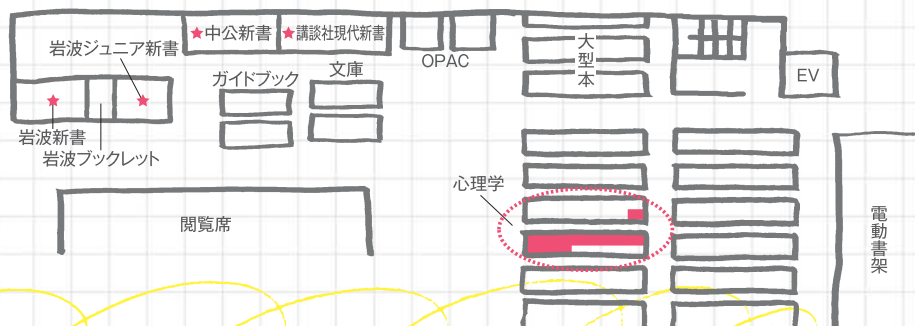 ★中公新書
★講談社現代新書
岩波ジュニア新書
OPAC
大型本
EV
ガイドブック
文庫
★
★
岩波新書
岩波ブックレット
心理学
閲覧席
電動書架